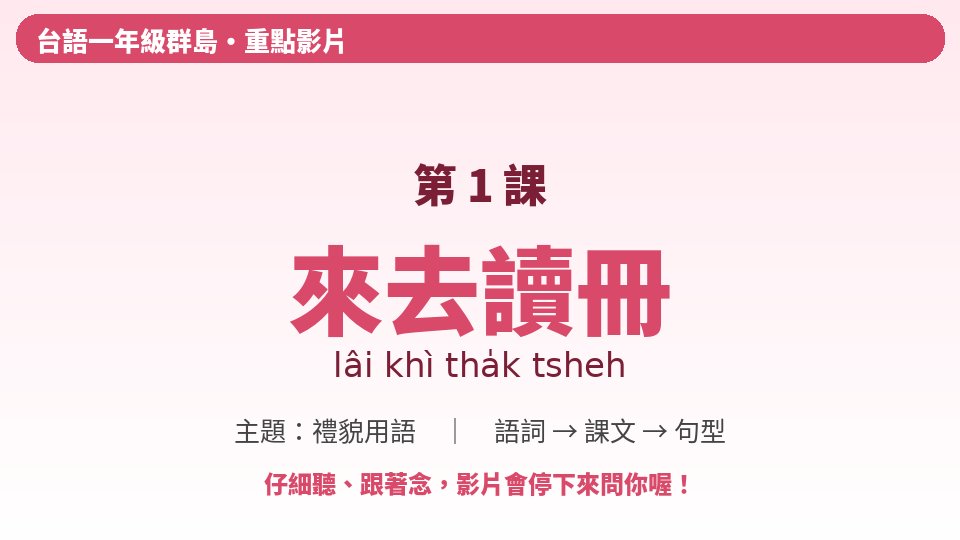 台語一年級群島・重點影片
第 1 課
來去讀冊
lâi khì tha̍k tsheh
主題：禮貌用語 ｜ 語詞 → 課文 → 句型
仔細聽、跟著念，影片會停下來問你喔！